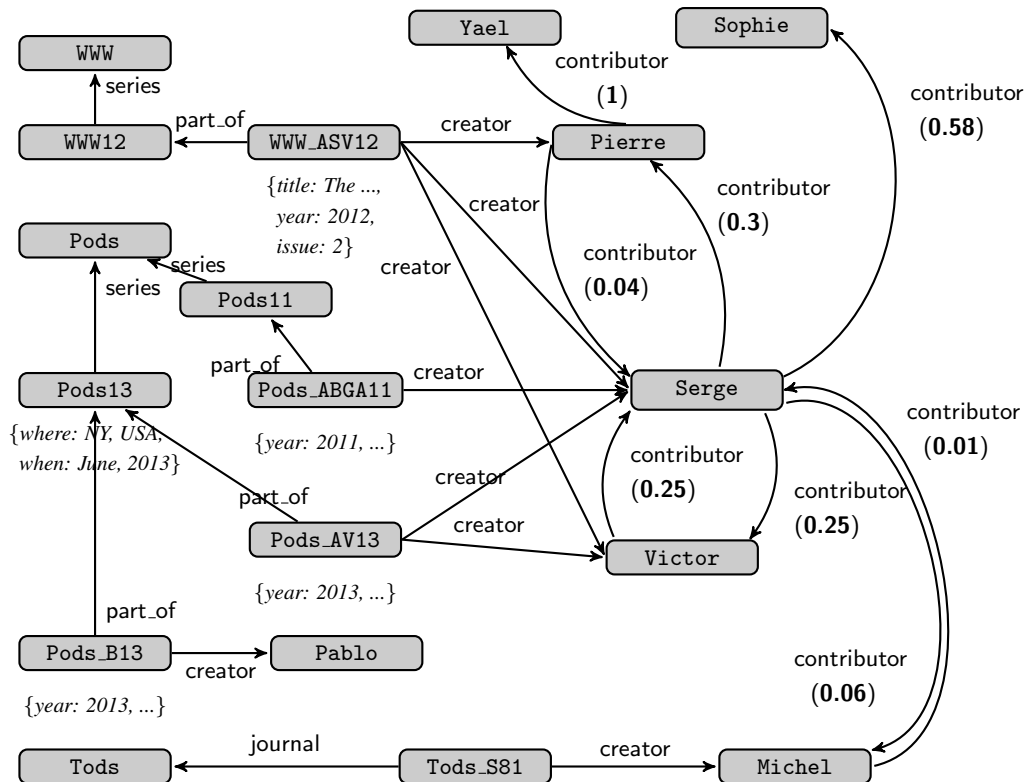 Yael
Sophie
WWW
contributor
(1)
series
contributor
(0.58)
part_of
creator
WWW12
WWW_ASV12
Pierre
{title: The ...,
year: 2012,
issue: 2}
creator
contributor
(0.3)
Pods
series
creator
contributor
(0.04)
series
Pods11
part_of
creator
Pods13
Pods_ABGA11
Serge
{where: NY, USA,
when: June, 2013}
{year: 2011, ...}
contributor
(0.01)
contributor
(0.25)
creator
part_of
contributor
(0.25)
creator
Pods_AV13
Victor
{year: 2013, ...}
part_of
Pods_B13
creator
Pablo
contributor
(0.06)
{year: 2013, ...}
journal
creator
Tods
Tods_S81
Michel